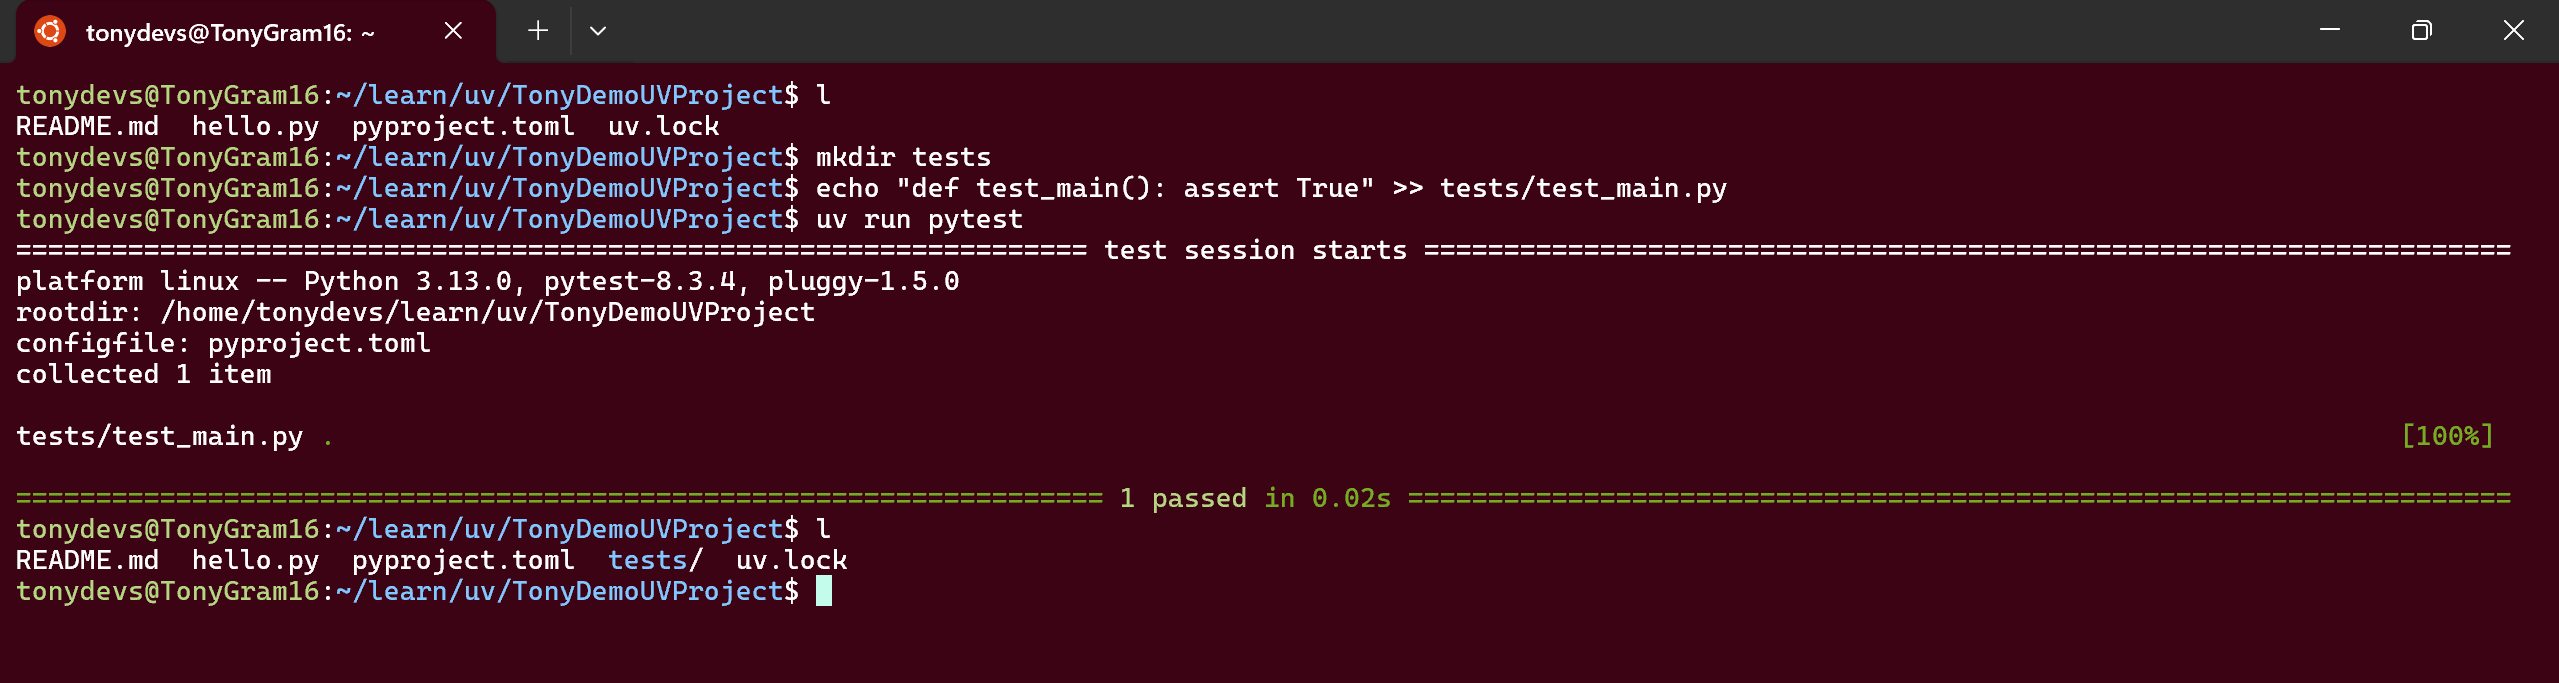 tonydevs@TonyGram16: ~
tonydevs@TonyGram16:~/learn/uv/TonyDemoUVProject$ l
README.md  hello.py  pyproject.toml  uv.lock
tonydevs@TonyGram16:~/learn/uv/TonyDemoUVProject$ mkdir tests
tonydevs@TonyGram16:~/learn/uv/TonyDemoUVProject$ echo "def test_main(): assert True" >> tests/test_main.py
tonydevs@TonyGram16:~/learn/uv/TonyDemoUVProject$ uv run pytest
=================================================================== test session starts ====================================================================
platform linux -- Python 3.13.0, pytest-8.3.4, pluggy-1.5.0
rootdir: /home/tonydevs/learn/uv/TonyDemoUVProject
configfile: pyproject.toml
collected 1 item
tests/test_main.py . [100%]
==================================================================== 1 passed in 0.02s =====================================================================
tonydevs@TonyGram16:~/learn/uv/TonyDemoUVProject$ l
README.md  hello.py  pyproject.toml  tests/  uv.lock
tonydevs@TonyGram16:~/learn/uv/TonyDemoUVProject$